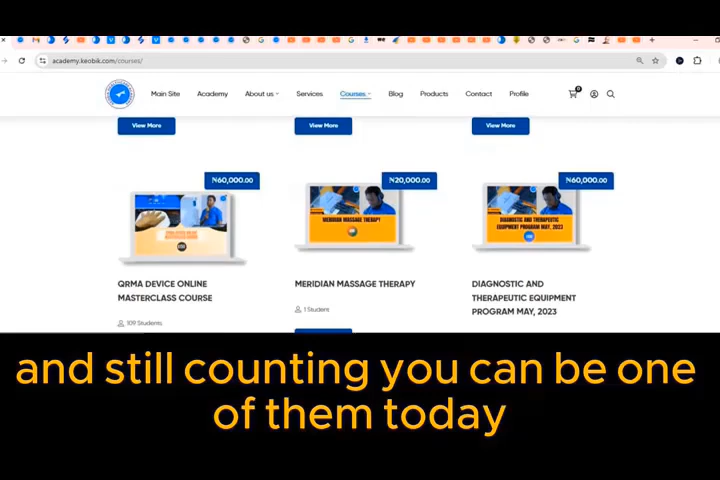 academy.keobik.com/courses/
Main Site Academy About us Services Courses Blog Products Contact Profile
0
View More View More View More
₦60,000.00 ₦20,000.00 ₦60,000.00
MERIDIAN MASSAGE THERAPY
DIAGNOSTIC AND THERAPEUTIC
EQUIPMENT PROGRAM MAY, 2023
QRMA DEVICE ONLINE
MASTERCLASS COURSE
109 Students
MERIDIAN MASSAGE THERAPY
1 Student
DIAGNOSTIC AND
THERAPEUTIC EQUIPMENT
PROGRAM MAY, 2023
and still counting you can be one
of them today